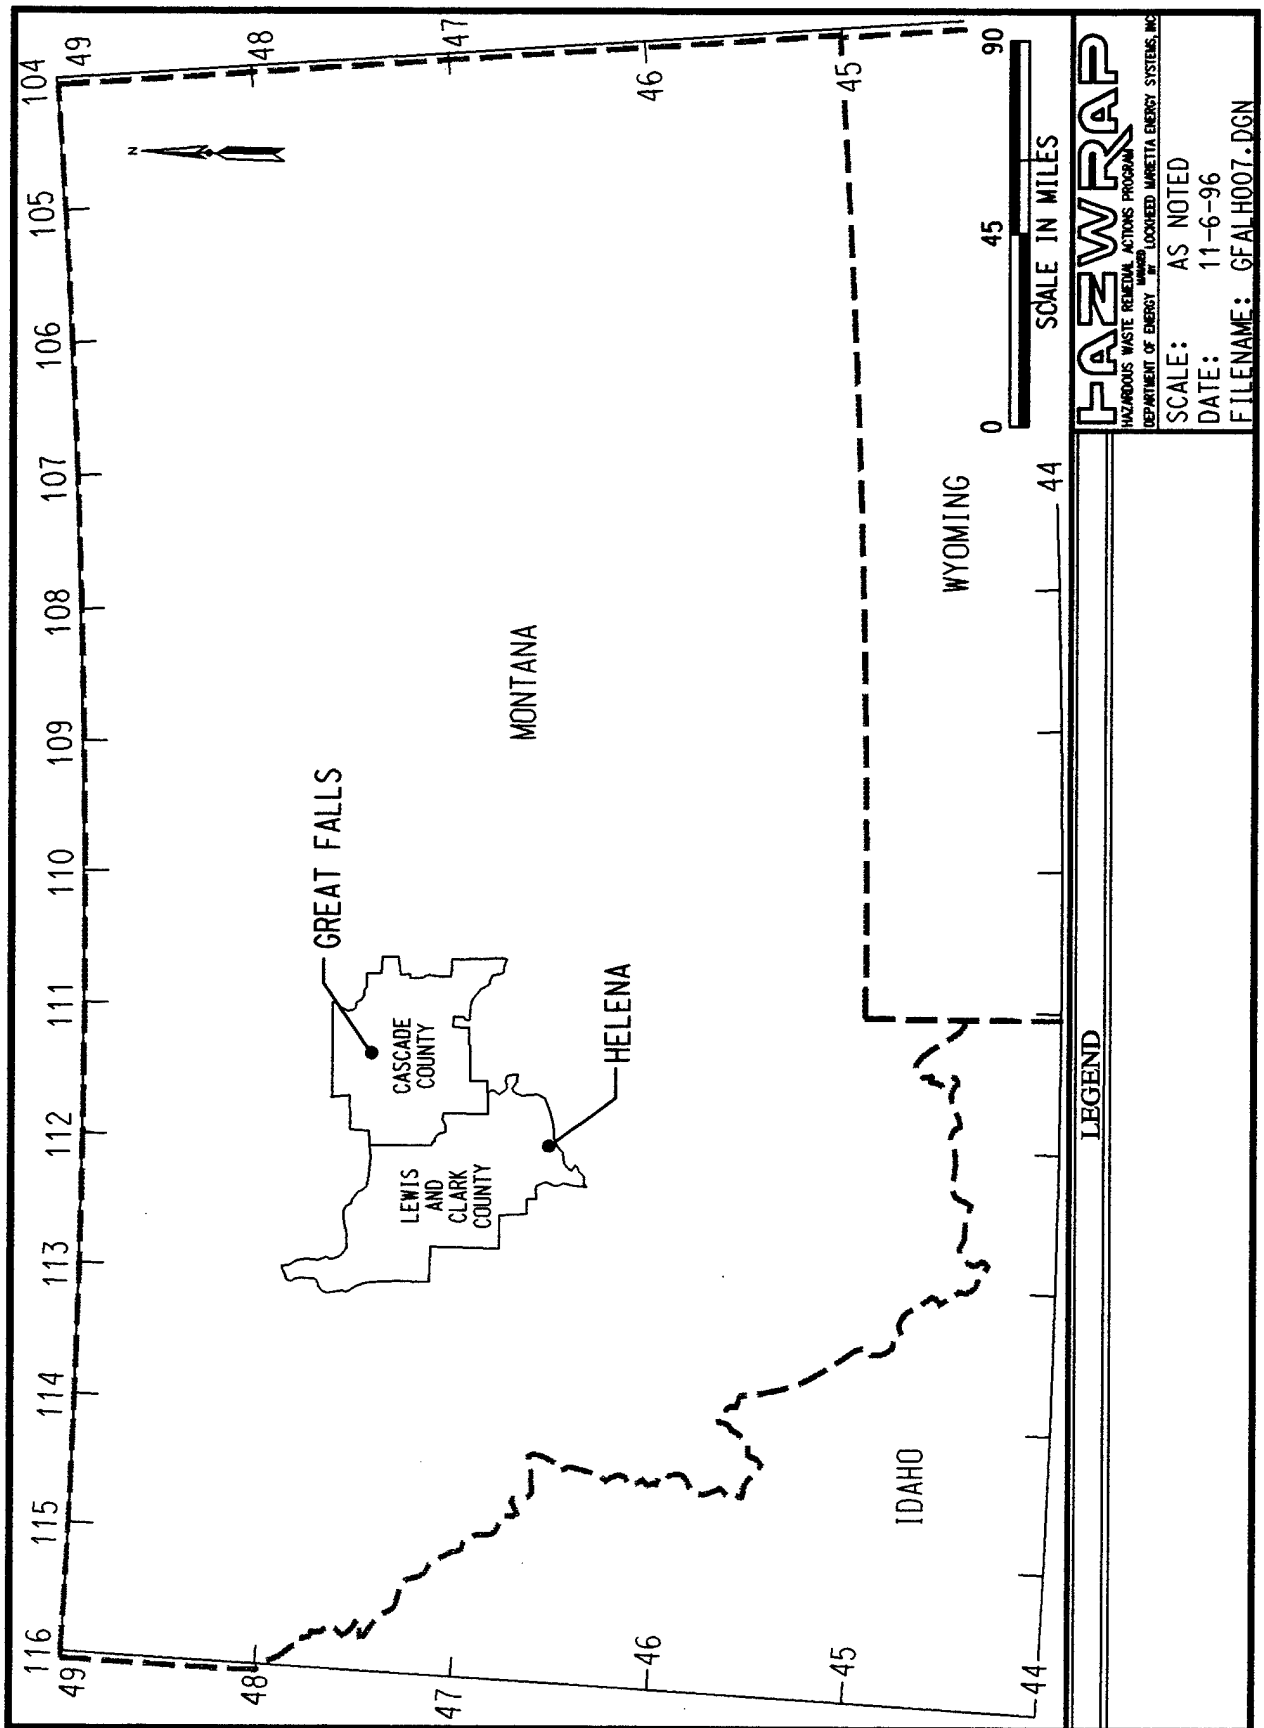 116 115 114 113 112 111 110 109 108 107 106 105 104
49
49
N
48
48
GREAT FALLS
CASCADE
COUNTY
LEWIS
AND
CLARK
COUNTY
47
47
MONTANA
HELENA
46
46
45
45
IDAHO
WYOMING
0 45 90
SCALE IN MILES
44
44
LEGEND
HAZWRAP
HAZARDOUS WASTE REMEDIAL ACTIONS PROGRAM
MANAGED
DEPARTMENT OF ENERGY BY LOCKHEED MARIETTA ENERGY SYSTEMS, INC
SCALE: AS NOTED
DATE: 11-6-96
FILENAME: GFALH007.DGN